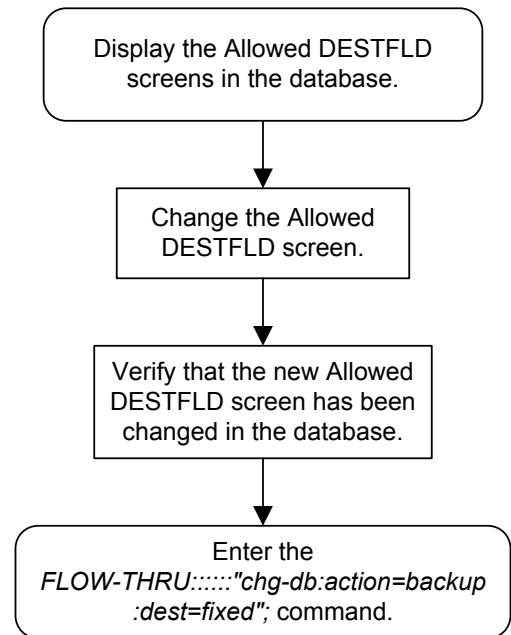 Display the Allowed DESTFLD
screens in the database.
Change the Allowed
DESTFLD screen.
Verify that the new Allowed
DESTFLD screen has been
changed in the database.
Enter the
FLOW-THRU::::::"chg-db:action=backup
:dest=fixed"; command.